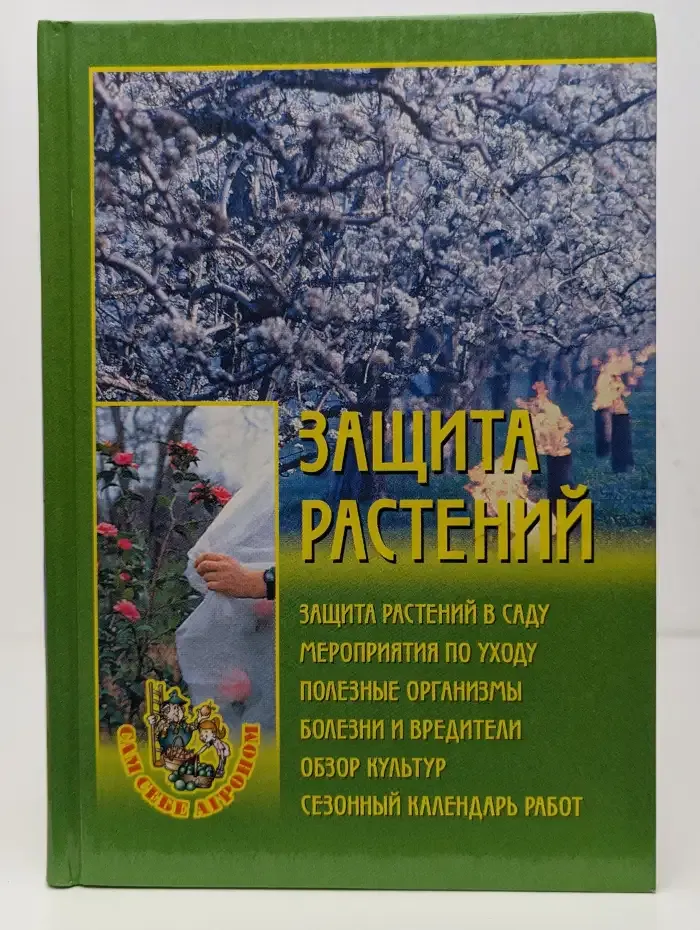 ЗАЩИТА
РАСТЕНИЙ
ЗАЩИТА РАСТЕНИЙ В САДУ
МЕРОПРИЯТИЯ ПО УХОДУ
ПОЛЕЗНЫЕ ОРГАНИЗМЫ
БОЛЕЗНИ И ВРЕДИТЕЛИ
ОБЗОР КУЛЬТУР
СЕЗОННЫЙ КАЛЕНДАРЬ РАБОТ
САМ СЕБЕ АГРОНОМ